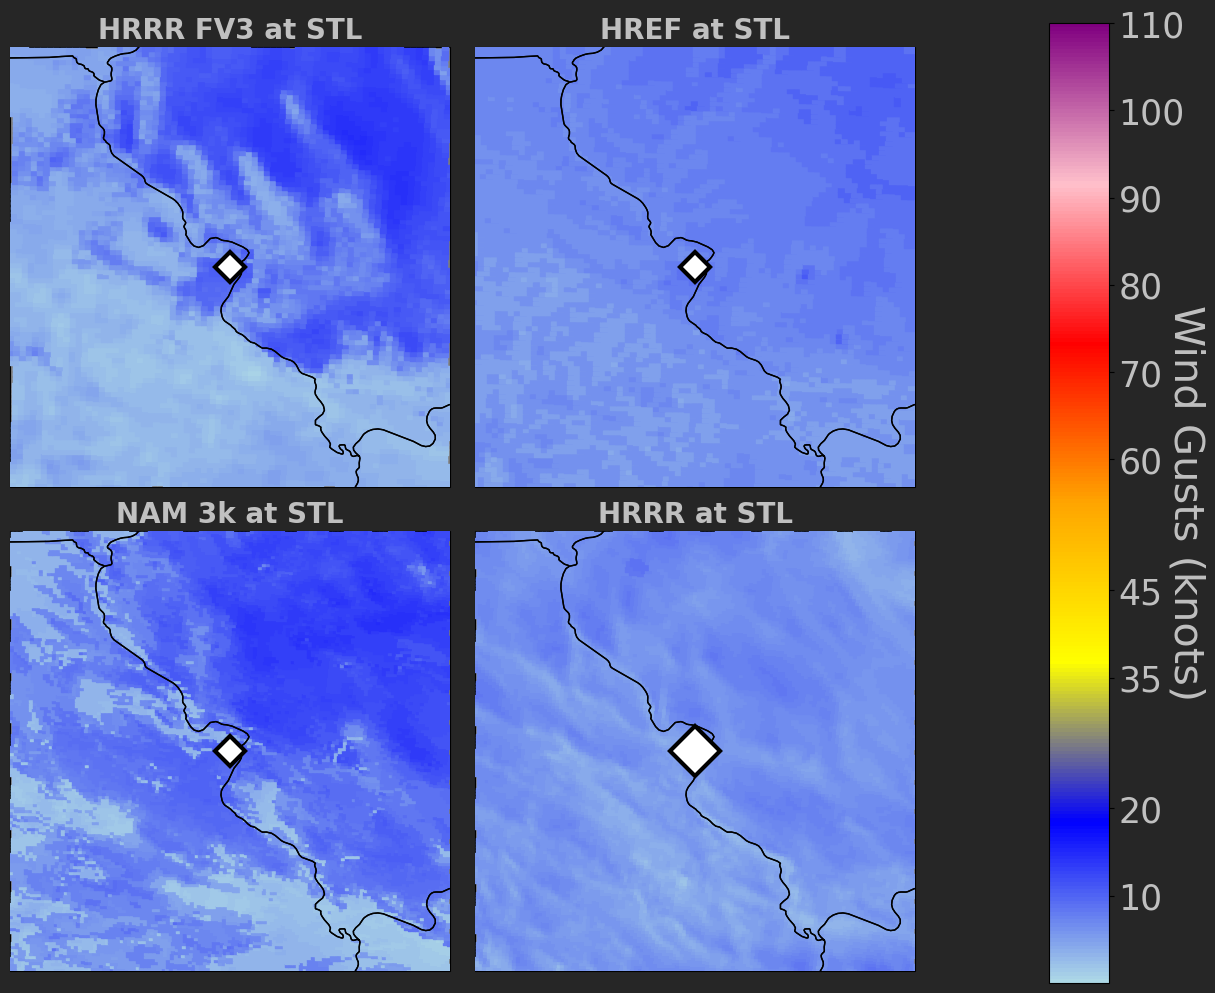 HRRR FV3 at STL
HREF at STL
NAM 3k at STL
HRRR at STL
110
100
90
80
70
60
45
35
20
10
Wind Gusts (knots)